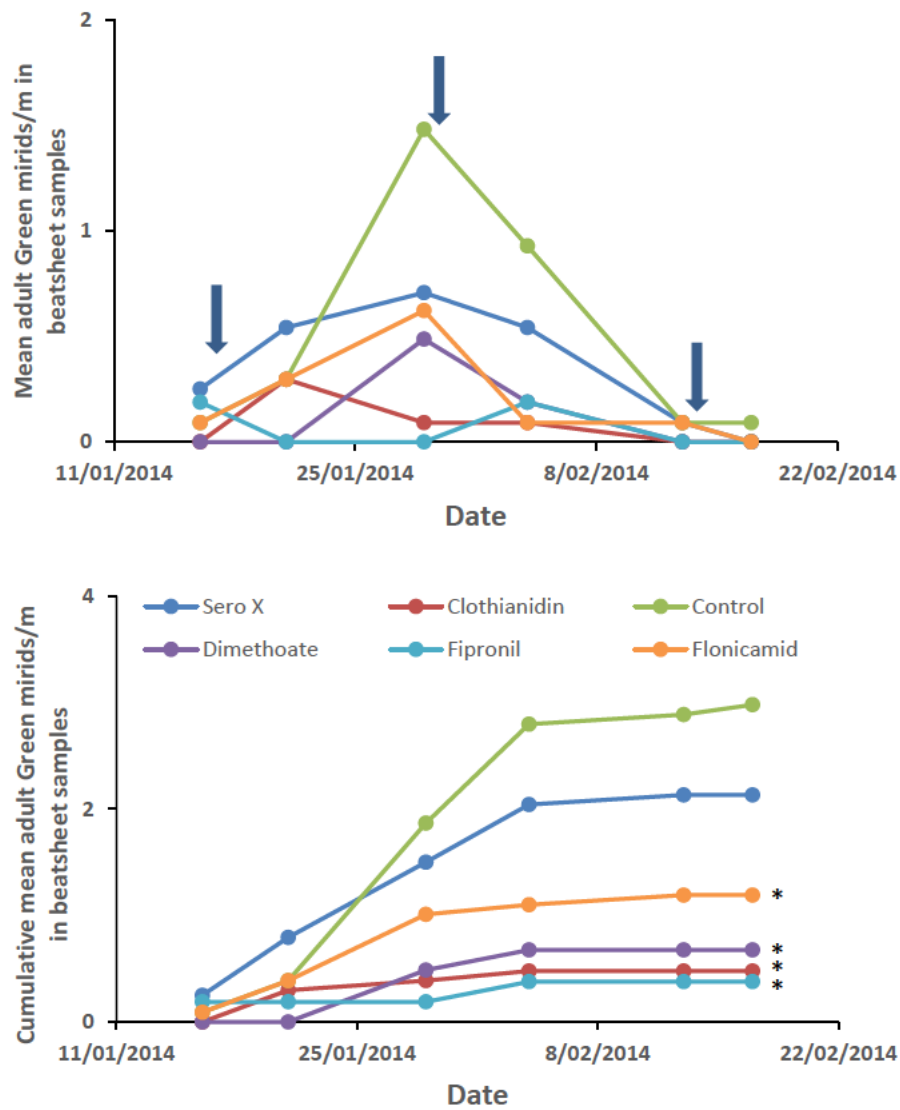 Mean adult Green mirids/m in
beatsheet samples
2
1
0
11/01/2014 25/01/2014 8/02/2014 22/02/2014
Date
Cumulative mean adult Green mirids/m
in beatsheet samples
4
2
0
Sero X Clothianidin Control
Dimethoate Fipronil Flonicamid
*
*
*
*
11/01/2014 25/01/2014 8/02/2014 22/02/2014
Date